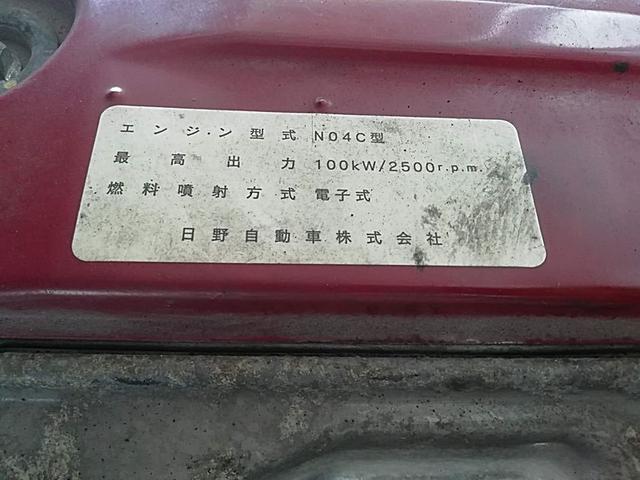 エンジン型式 N04C型
最高出力 100kW/2500r.p.m.
燃料噴射方式 電子式
日野自動車株式会社